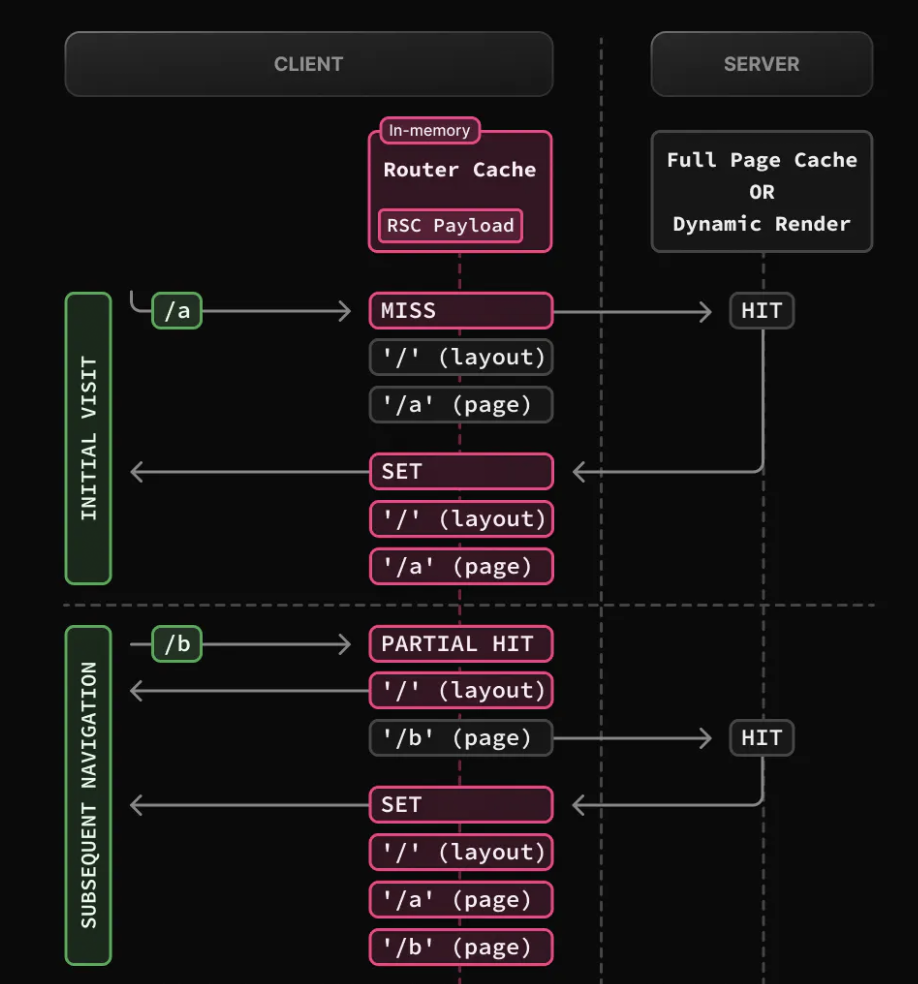 CLIENT
SERVER
In-memory
Router Cache
RSC Payload
Full Page Cache
OR
Dynamic Render
INITIAL VISIT
/a
MISS
HIT
'/' (layout)
'/a' (page)
SET
'/' (layout)
'/a' (page)
SUBSEQUENT NAVIGATION
/b
PARTIAL HIT
'/' (layout)
'/b' (page)
HIT
SET
'/' (layout)
'/a' (page)
'/b' (page)